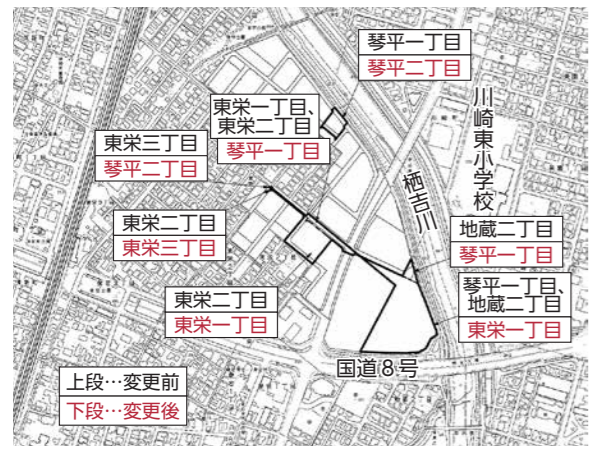 琴平一丁目
琴平二丁目
東栄一丁目、
東栄二丁目
琴平一丁目
川崎東小学校
東栄三丁目
琴平二丁目
栖吉川
東栄二丁目
東栄三丁目
地蔵二丁目
琴平一丁目
琴平一丁目、
地蔵二丁目
東栄一丁目
東栄二丁目
東栄一丁目
国道8号
上段…変更前
下段…変更後